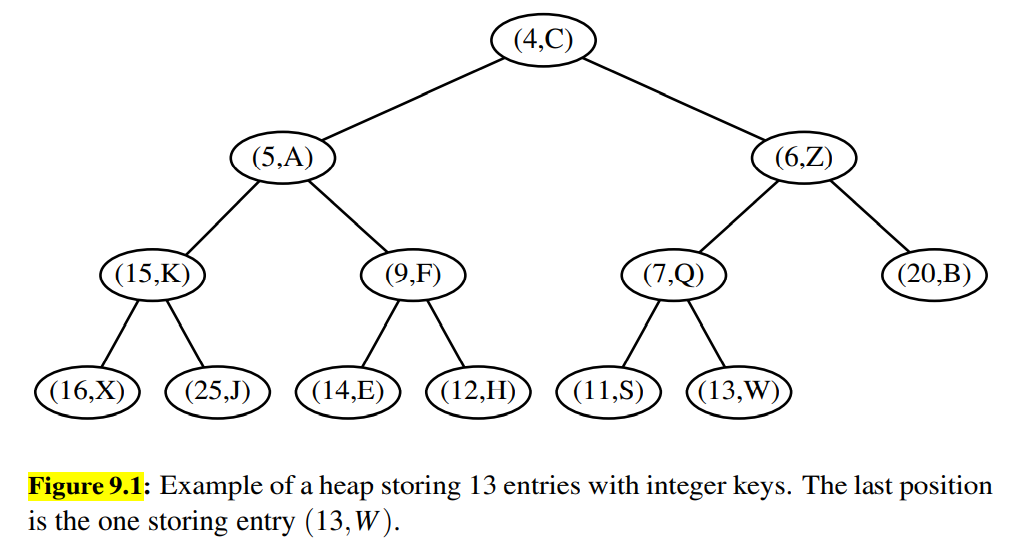 (4,C)
(5,A) (6,Z)
(15,K) (9,F) (7,Q) (20,B)
(16,X) (25,J) (14,E) (12,H) (11,S) (13,W)
Figure 9.1: Example of a heap storing 13 entries with integer keys. The last position
is the one storing entry (13,W).